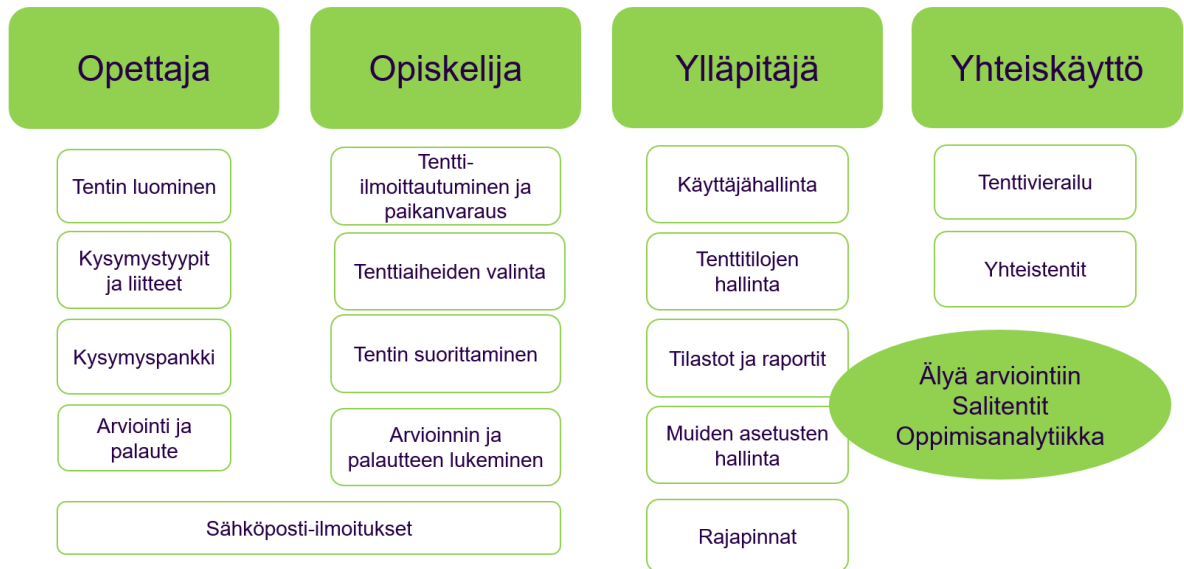 Opettaja
Tentin luominen
Kysymystyypit
ja liitteet
Kysymyspankki
Arviointi ja
palaute
Opiskelija
Tentti-
ilmoittautuminen ja
paikanvaraus
Tenttiaiheiden valinta
Tentin suorittaminen
Arvioinnin ja
palautteen lukeminen
Sähköposti-ilmoitukset
Ylläpitäjä
Käyttäjähallinta
Tenttitilojen
hallinta
Tilastot ja raportit
Muiden asetusten
hallinta
Rajapinnat
Yhteiskäyttö
Tenttivierailu
Yhteistentit
Älyä arviointiin
Salitentit
Oppimisanalytiikka